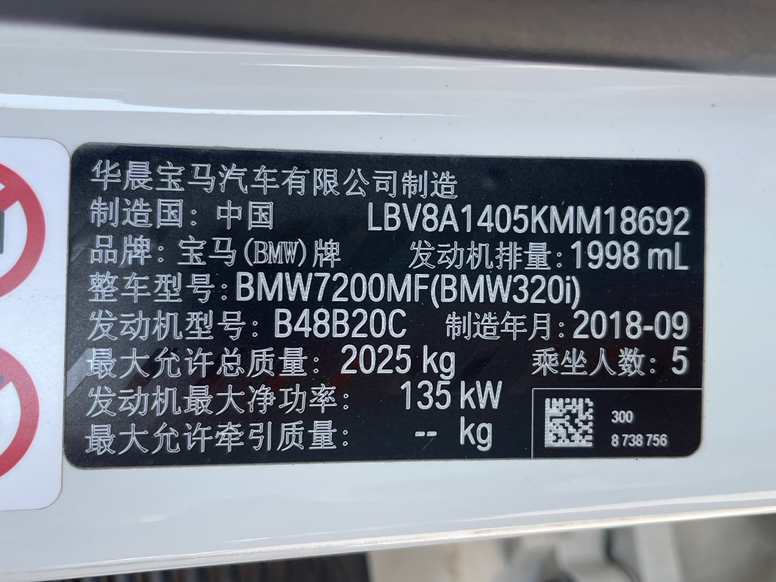 华晨宝马汽车有限公司制造
制造国：中国 LBV8A1405KMM18692
品牌：宝马(BMW)牌 发动机排量：1998 mL
整车型号：BMW7200MF(BMW320i)
发动机型号：B48B20C 制造年月：2018-09
最大允许总质量：2025 kg 乘坐人数：5
发动机最大净功率：135 kW
最大允许牵引质量：-- kg
300
8 738 756